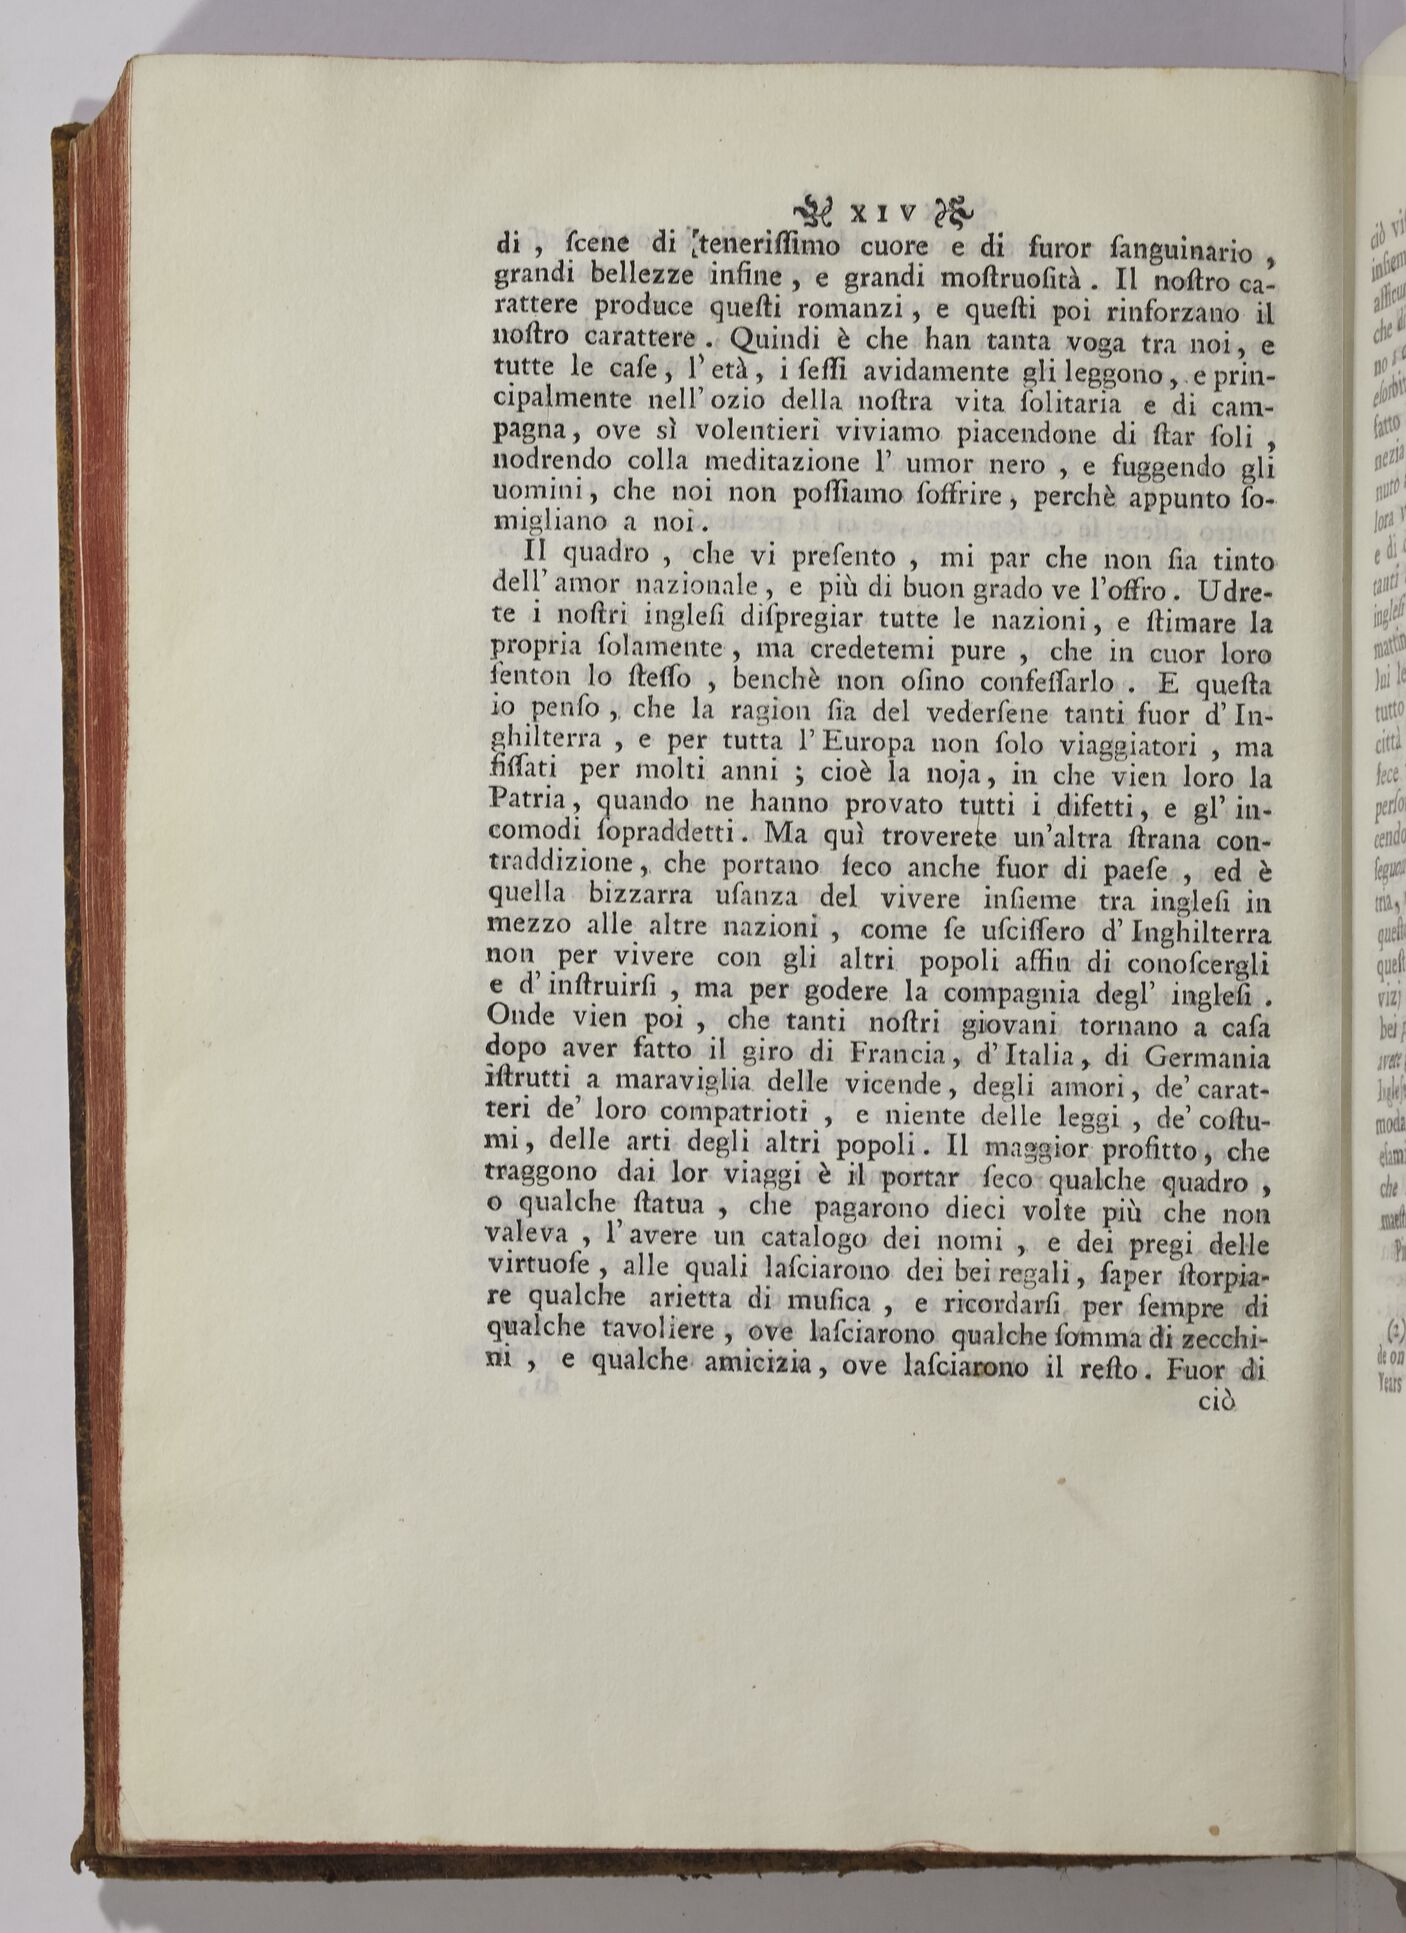 XIV
di , ſcene di teneriſſimo cuore e di furor ſanguinario ,
grandi bellezze infine , e grandi moſtruoſità . Il noſtro ca-
rattere produce queſti romanzi , e queſti poi rinforzano il
noſtro carattere . Quindi è che han tanta voga tra noi , e
tutte le caſe , l'età , i ſeſſi avidamente gli leggono , e prin-
cipalmente nell' ozio della noſtra vita ſolitaria e di cam-
pagna , ove sì volentieri viviamo piacendone di ſtar ſoli ,
nodrendo colla meditazione l' umor nero , e fuggendo gli
uomini , che noi non poſſiamo ſoffrire , perchè appunto ſo-
migliano a noi .
Il quadro , che vi preſento , mi par che non ſia tinto
dell' amor nazionale , e più di buon grado ve l'offro . Udre-
te i noſtri ingleſi diſpregiar tutte le nazioni , e ſtimare la
propria ſolamente , ma credetemi pure , che in cuor loro
ſenton lo ſteſſo , benchè non oſino confeſſarlo . E queſta
io penſo , che la ragion ſia del vederſene tanti fuor d' In-
ghilterra , e per tutta l' Europa non ſolo viaggiatori , ma
fiſſati per molti anni ; cioè la noja , in che vien loro la
Patria , quando ne hanno provato tutti i difetti , e gl' in-
comodi ſopraddetti . Ma quì troverete un'altra ſtrana con-
traddizione , che portano ſeco anche fuor di paeſe , ed è
quella bizzarra uſanza del vivere inſieme tra ingleſi in
mezzo alle altre nazioni , come ſe uſciſſero d' Inghilterra
non per vivere con gli altri popoli affin di conoſcergli
e d' inſtruirſi , ma per godere la compagnia degl' ingleſi .
Onde vien poi , che tanti noſtri giovani tornano a caſa
dopo aver fatto il giro di Francia , d' Italia , di Germania
iſtrutti a maraviglia delle vicende , degli amori , de' carat-
teri de' loro compatrioti , e niente delle leggi , de' coſtu-
mi , delle arti degli altri popoli . Il maggior profitto , che
traggono dai lor viaggi è il portar ſeco qualche quadro ,
o qualche ſtatua , che pagarono dieci volte più che non
valeva , l' avere un catalogo dei nomi , e dei pregi delle
virtuoſe , alle quali laſciarono dei bei regali , ſaper ſtorpia-
re qualche arietta di muſica , e ricordarſi per ſempre di
qualche tavoliere , ove laſciarono qualche ſomma di zecchi-
ni , e qualche amicizia , ove laſciarono il reſto . Fuor di
ciò